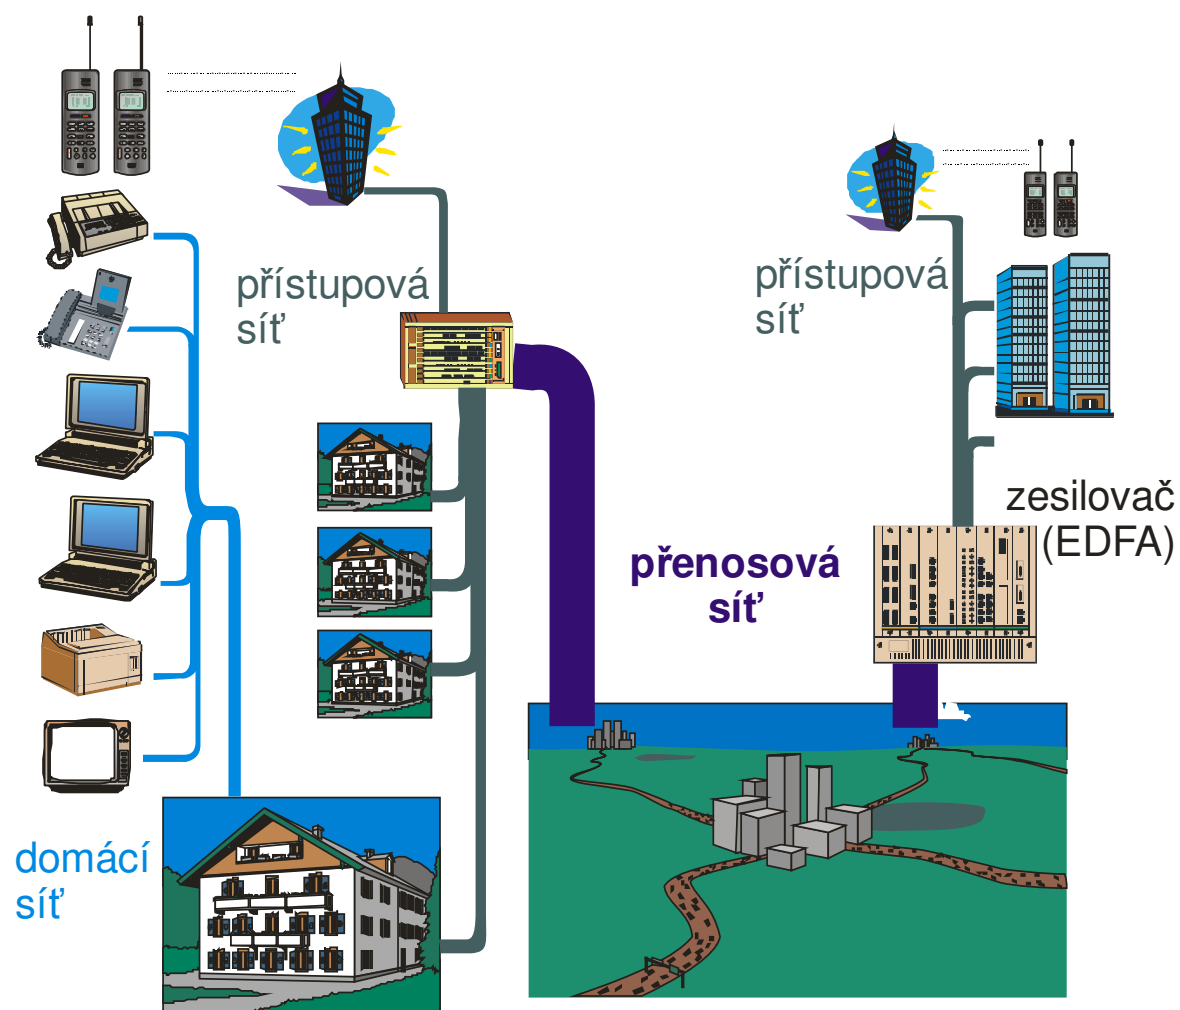 přístupová
síť
přístupová
síť
zesilovač
(EDFA)
přenosová
síť
domácí
síť